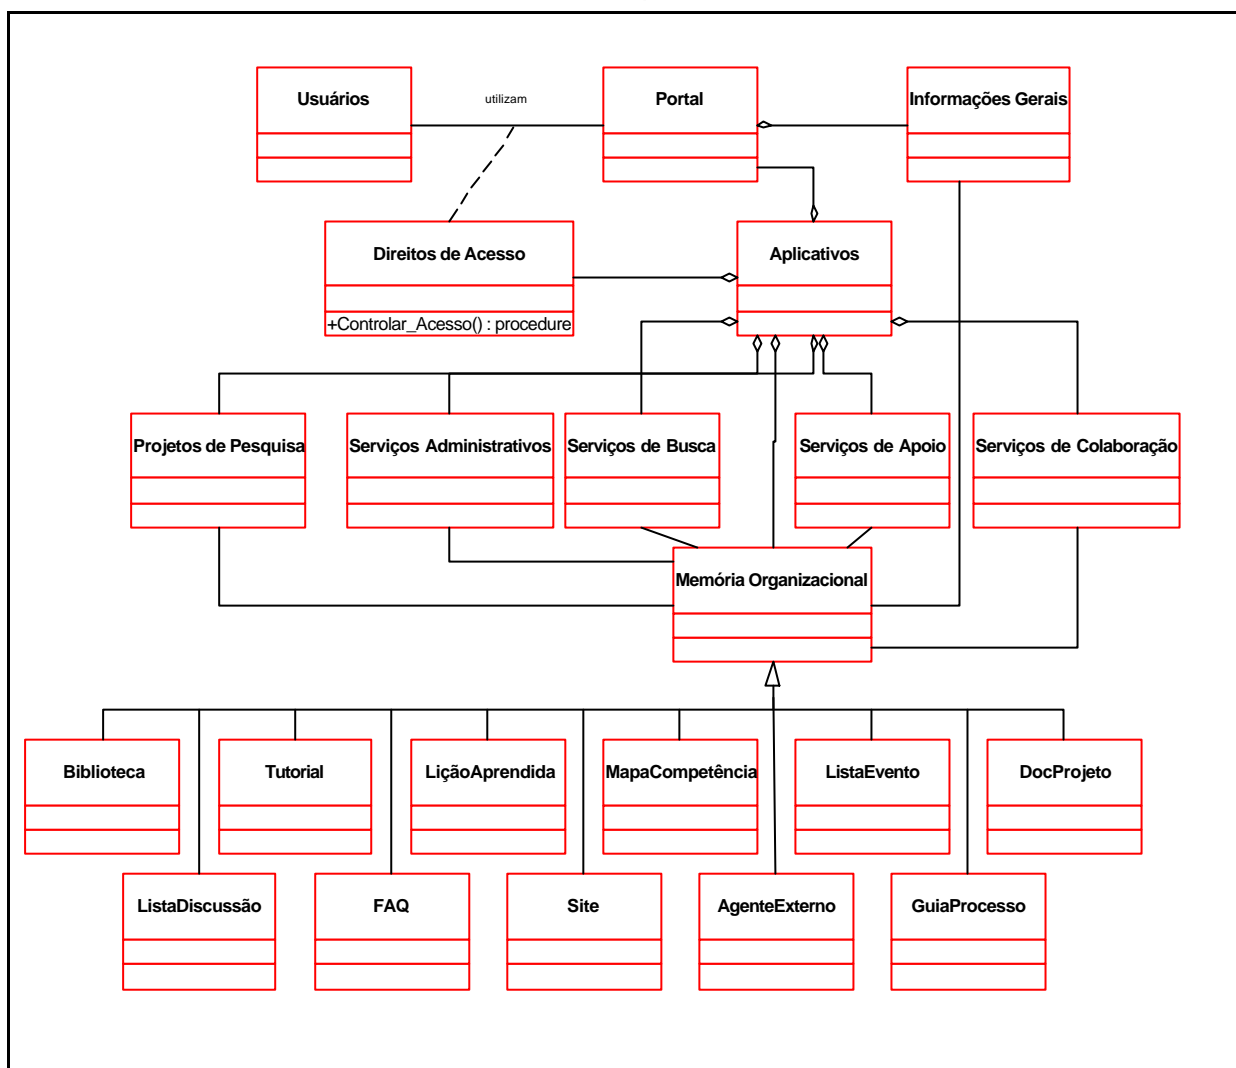 Usuários
utilizam
Portal
Informações Gerais
Direitos de Acesso
+Controlar_Acesso() : procedure
Aplicativos
Projetos de Pesquisa
Serviços Administrativos
Serviços de Busca
Serviços de Apoio
Serviços de Colaboração
Memória Organizacional
Biblioteca
Tutorial
LiçãoAprendida
MapaCompetência
ListaEvento
DocProjeto
ListaDiscussão
FAQ
Site
AgenteExterno
GuiaProcesso